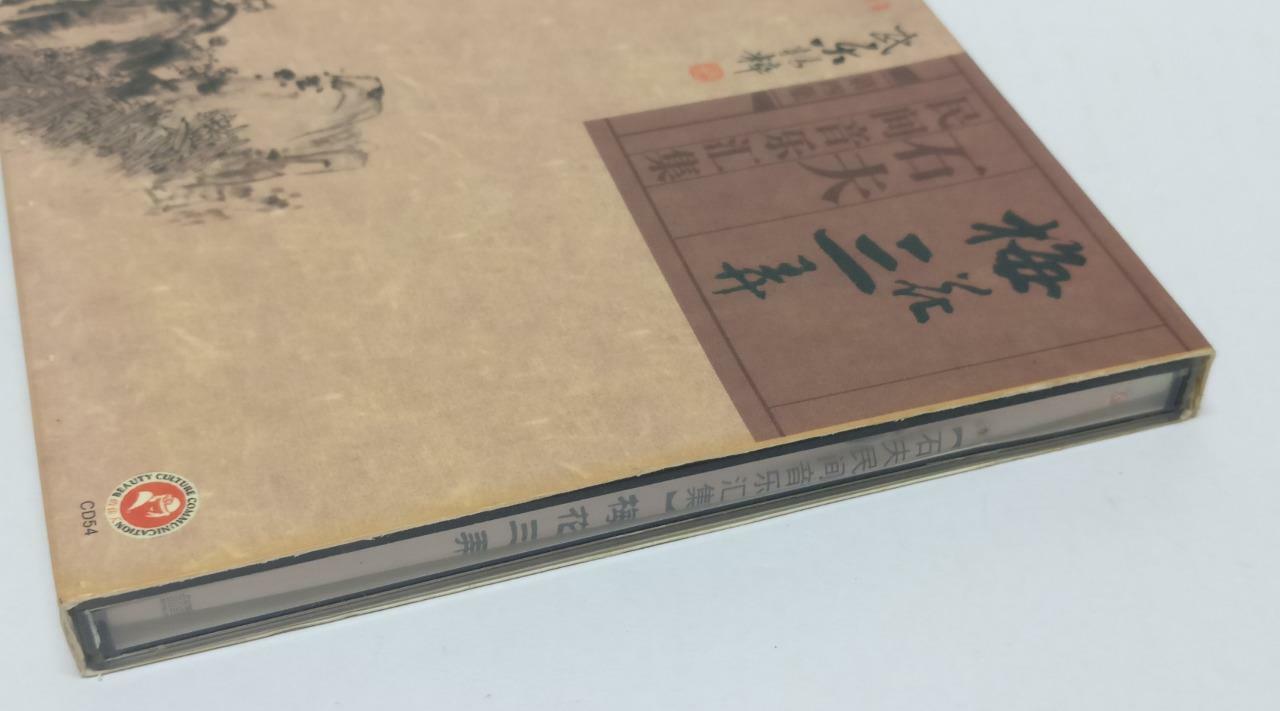 梅花三弄
石夫
民间音乐汇集
【石夫民间音乐汇集】梅花三弄
BEAUTY CULTURE COMMUNICATION
CD54